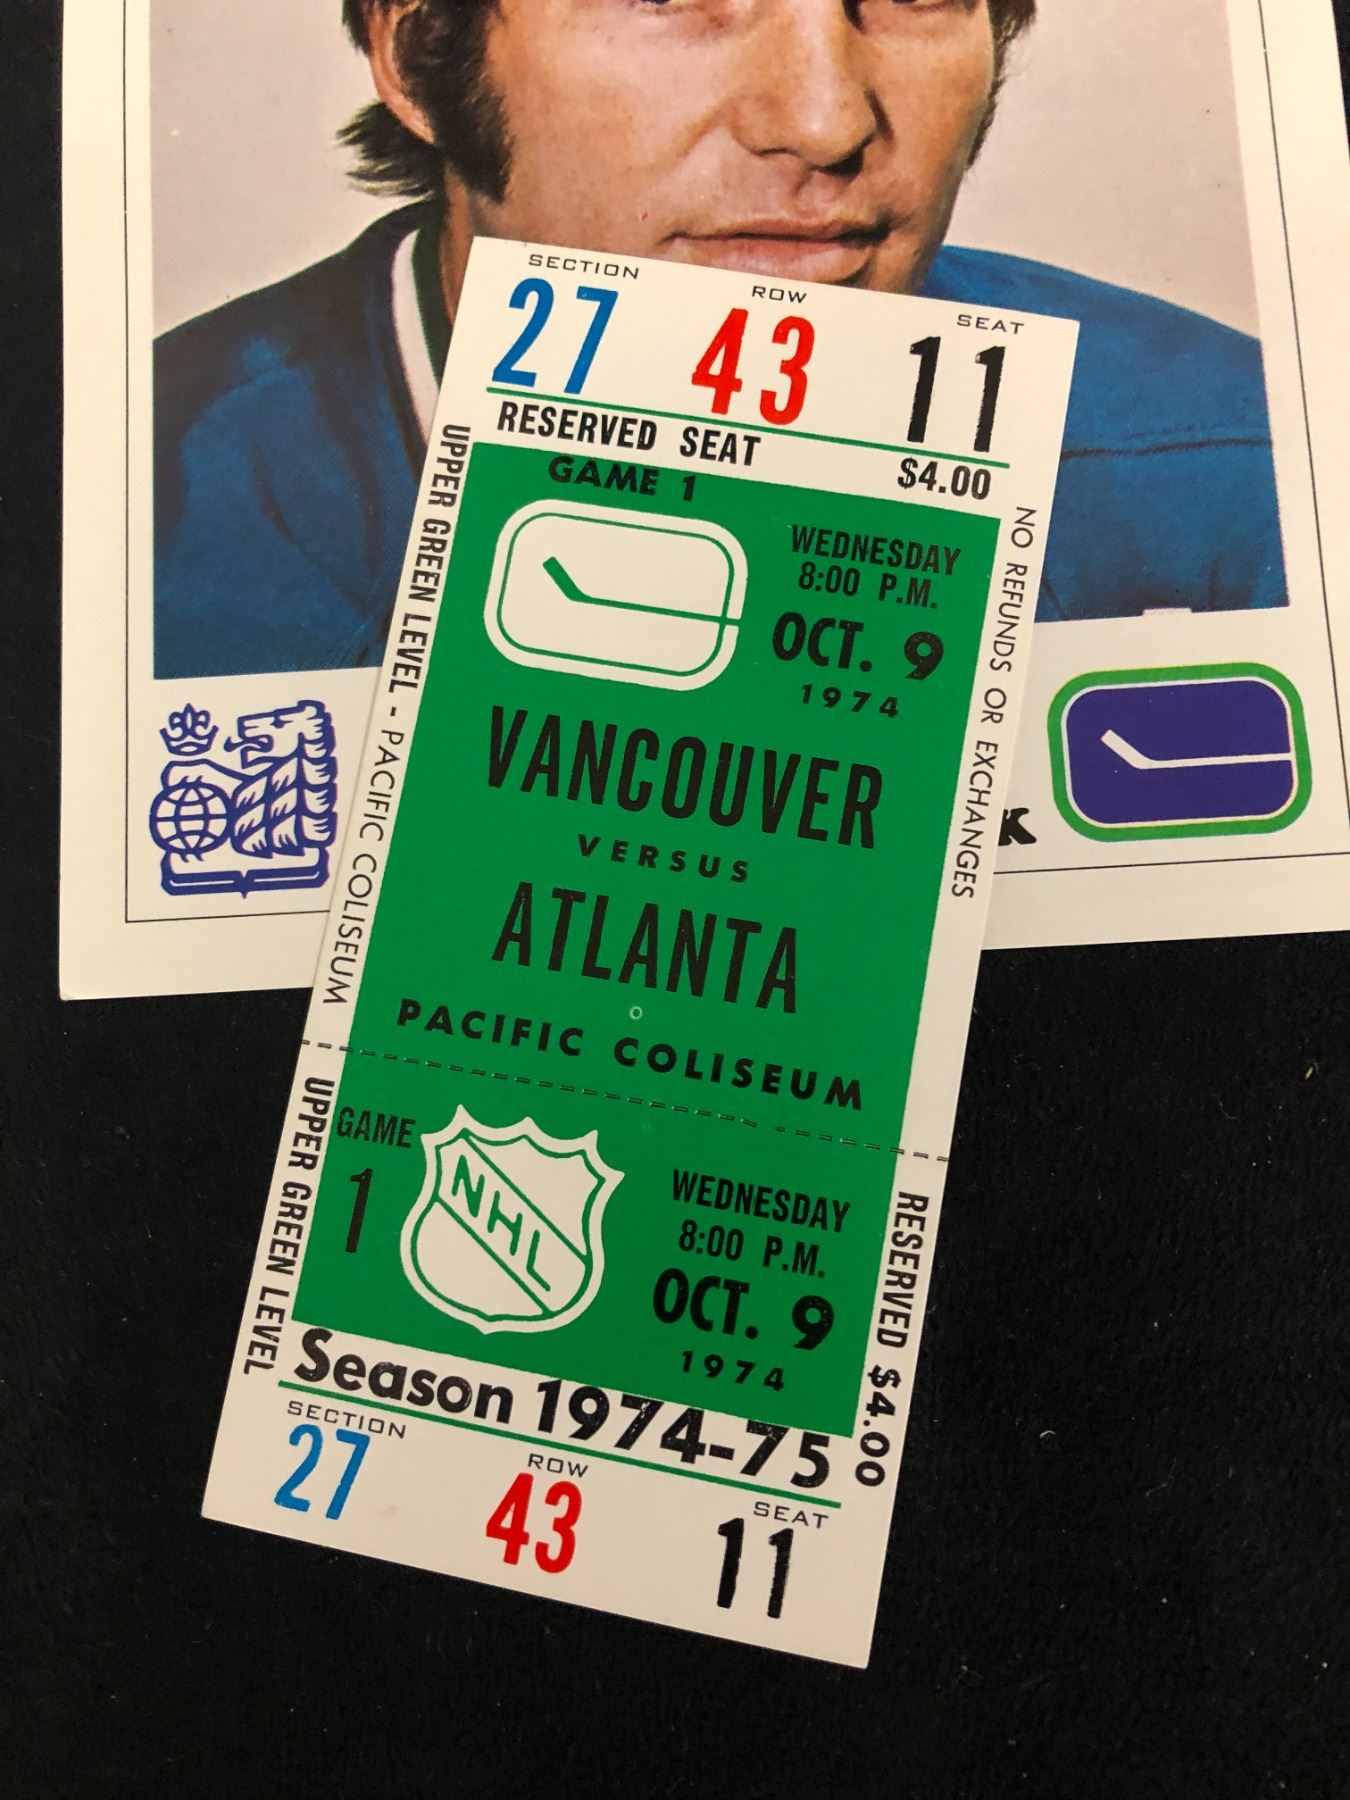 SECTION ROW SEAT
27 43 11
RESERVED SEAT $4.00
GAME 1
WEDNESDAY
8:00 P.M.
OCT. 9
1974
VANCOUVER
VERSUS
ATLANTA
PACIFIC COLISEUM
UPPER GREEN LEVEL - PACIFIC COLISEUM
NO REFUNDS OR EXCHANGES
GAME
1
NHL
WEDNESDAY
8:00 P.M.
OCT. 9
1974
UPPER GREEN LEVEL
RESERVED $4.00
Season 1974-75
SECTION ROW SEAT
27 43 11